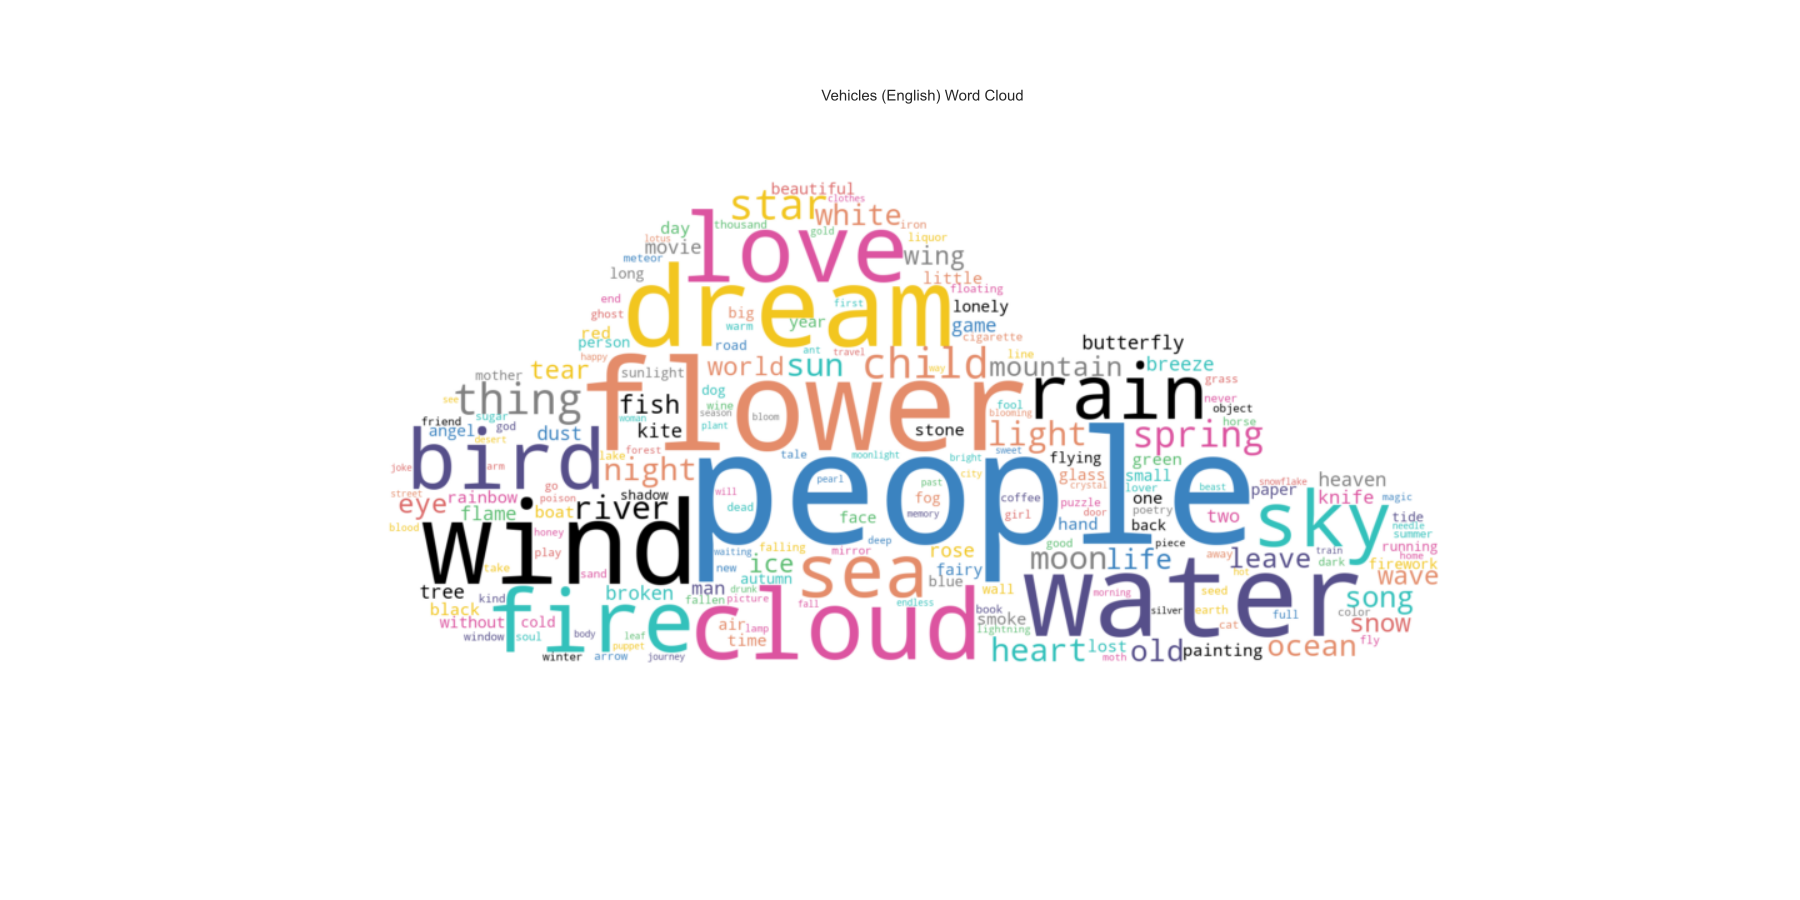 Vehicles (English) Word Cloud
beautiful
star clothes
white iron
day thousand gold
love
lotus liquor
movie wing
meteor
long little
dream floating
end lonely
ghost big first
warm year game
red cigarette
person road
happy ant travel line butterfly
tear world sun child way mountain breeze
mother sunlight
flower rain grass
see thing dog never
fish wine fool object
friend sugar woman season bloom blooming horse
angel god kite plant stone light spring
dust
desert forest tale moonlight bright sweet flying green
bird lake night
joke arm people city glass small snowflake heaven
pearl past crystal lover beast paper
street go will coffee one knife magic
eye rainbow poison shadow fog puzzle poetry
flame boat river dead face memory girl door two sky tide
blood hand back needle
wind honey deep good piece summer
play waiting falling mirror rose moon life away leave train running
home
take sand new ice sea fairy hot dark firework
autumn blue wave
tree kind broken man drunk wall water morning seed song
fallen picture fall endless book silver earth color
black fire cloud smoke full
without cold air lamp lightning cat snow
window soul body leaf time fly
puppet heart lost old painting ocean
winter arrow journey moth